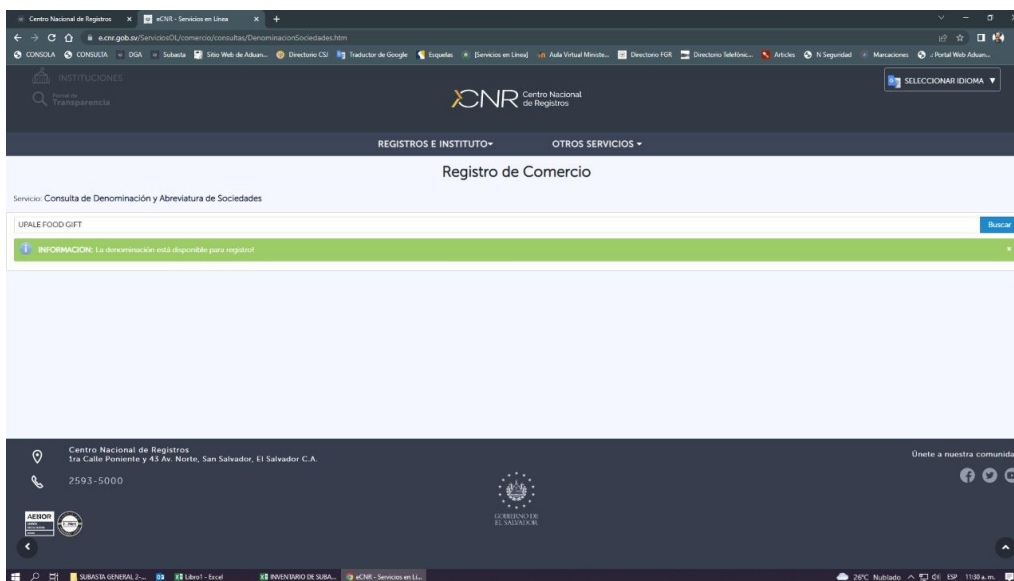 Centro Nacional de Registros
eCNR - Servicios en Línea
e.cnr.gob.sv/ServiciosOL/comercio/consultas/DenominacionSociedades.htm
CONSOLA CONSULTA DGA Subasta Sitio Web de Aduan... Directorio CSJ Traductor de Google Esquelas [Servicios en Línea] Aula Virtual Ministe... Directorio FGR Directorio Telefónic... Articles N Seguridad Marcaciones Portal Web Aduan...
INSTITUCIONES
SELECCIONAR IDIOMA ▼
Portal de
Transparencia
CNR Centro Nacional
de Registros
REGISTROS E INSTITUTO OTROS SERVICIOS
Registro de Comercio
Servicio: Consulta de Denominación y Abreviatura de Sociedades
UPALE FOOD GIFT
Buscar
INFORMACION: La denominación está disponible para registro!
Centro Nacional de Registros
1ra Calle Poniente y 43 Av. Norte, San Salvador, El Salvador C.A.
2593-5000
Únete a nuestra comunida
GOBIERNO DE
EL SALVADOR
AENOR
SUBASTA GENERAL 2-... Libro1 - Excel INVENTARIO DE SUBA... eCNR - Servicios en Lí...
26°C Nublado ESP 11:30 a. m.